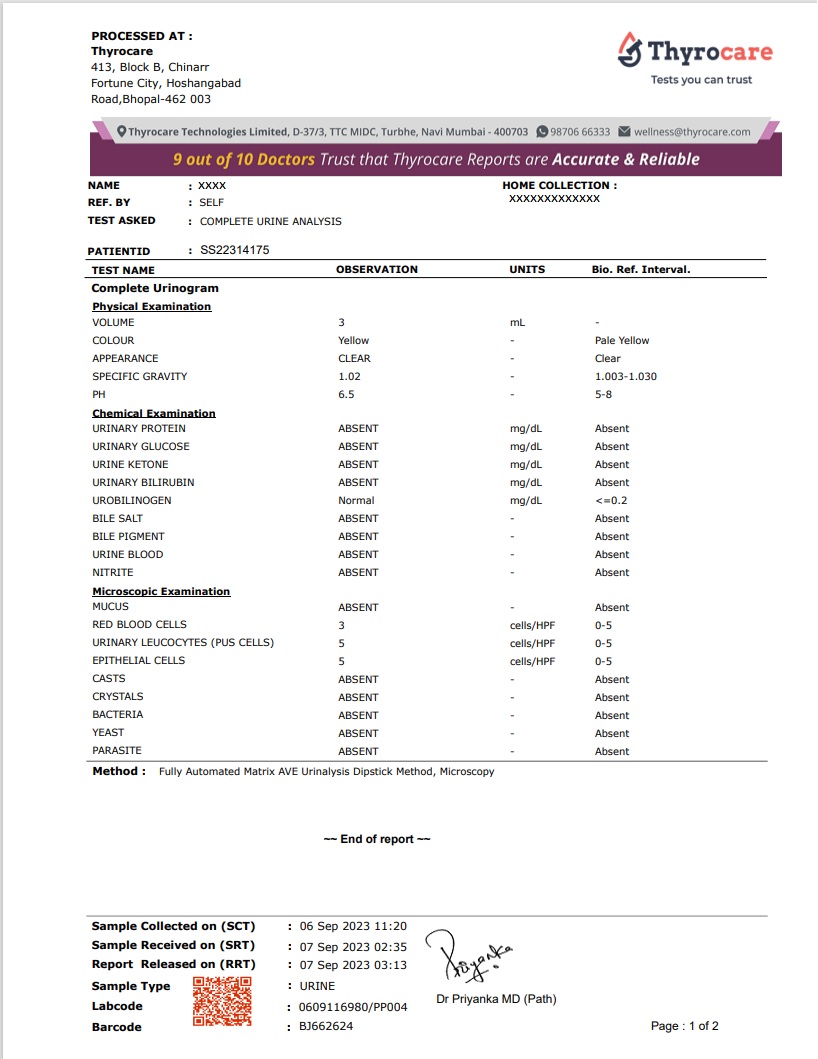 PROCESSED AT :
Thyrocare
413, Block B, Chinarr
Fortune City, Hoshangabad
Road,Bhopal-462 003
Thyrocare
Tests you can trust
Thyrocare Technologies Limited, D-37/3, TTC MIDC, Turbhe, Navi Mumbai - 400703 98706 66333 wellness@thyrocare.com
9 out of 10 Doctors Trust that Thyrocare Reports are Accurate & Reliable
NAME : XXXX HOME COLLECTION :
REF. BY : SELF XXXXXXXXXXXXX
TEST ASKED : COMPLETE URINE ANALYSIS
PATIENTID : SS22314175
TEST NAME OBSERVATION UNITS Bio. Ref. Interval.
Complete Urinogram
Physical Examination
VOLUME 3 mL -
COLOUR Yellow - Pale Yellow
APPEARANCE CLEAR - Clear
SPECIFIC GRAVITY 1.02 - 1.003-1.030
PH 6.5 - 5-8
Chemical Examination
URINARY PROTEIN ABSENT mg/dL Absent
URINARY GLUCOSE ABSENT mg/dL Absent
URINE KETONE ABSENT mg/dL Absent
URINARY BILIRUBIN ABSENT mg/dL Absent
UROBILINOGEN Normal mg/dL <=0.2
BILE SALT ABSENT - Absent
BILE PIGMENT ABSENT - Absent
URINE BLOOD ABSENT - Absent
NITRITE ABSENT - Absent
Microscopic Examination
MUCUS ABSENT - Absent
RED BLOOD CELLS 3 cells/HPF 0-5
URINARY LEUCOCYTES (PUS CELLS) 5 cells/HPF 0-5
EPITHELIAL CELLS 5 cells/HPF 0-5
CASTS ABSENT - Absent
CRYSTALS ABSENT - Absent
BACTERIA ABSENT - Absent
YEAST ABSENT - Absent
PARASITE ABSENT - Absent
Method : Fully Automated Matrix AVE Urinalysis Dipstick Method, Microscopy
~~ End of report ~~
Sample Collected on (SCT) : 06 Sep 2023 11:20
Sample Received on (SRT) : 07 Sep 2023 02:35
Report Released on (RRT) : 07 Sep 2023 03:13
Priyanka
Sample Type : URINE
Labcode : 0609116980/PP004
Dr Priyanka MD (Path)
Barcode : BJ662624
Page : 1 of 2